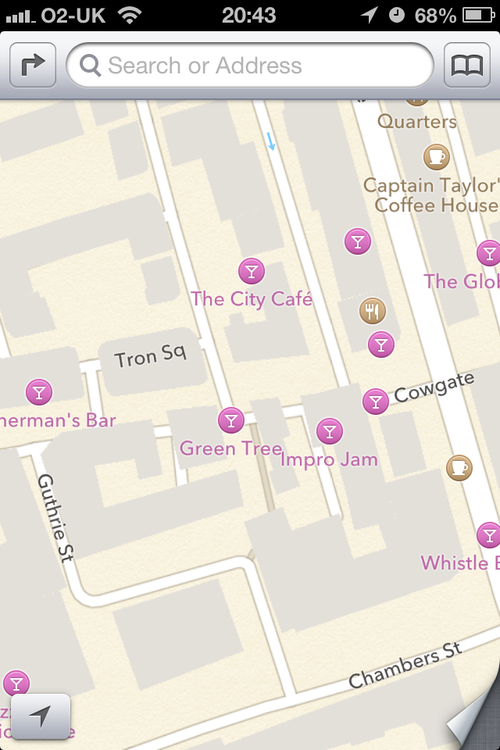 O2-UK 20:43 68%
Search or Address
Quarters
Captain Taylor'
Coffee House
The City Café
The Glo
Tron Sq
Cowgate
herman's Bar
Green Tree
Impro Jam
Guthrie St
Whistle
Chambers St